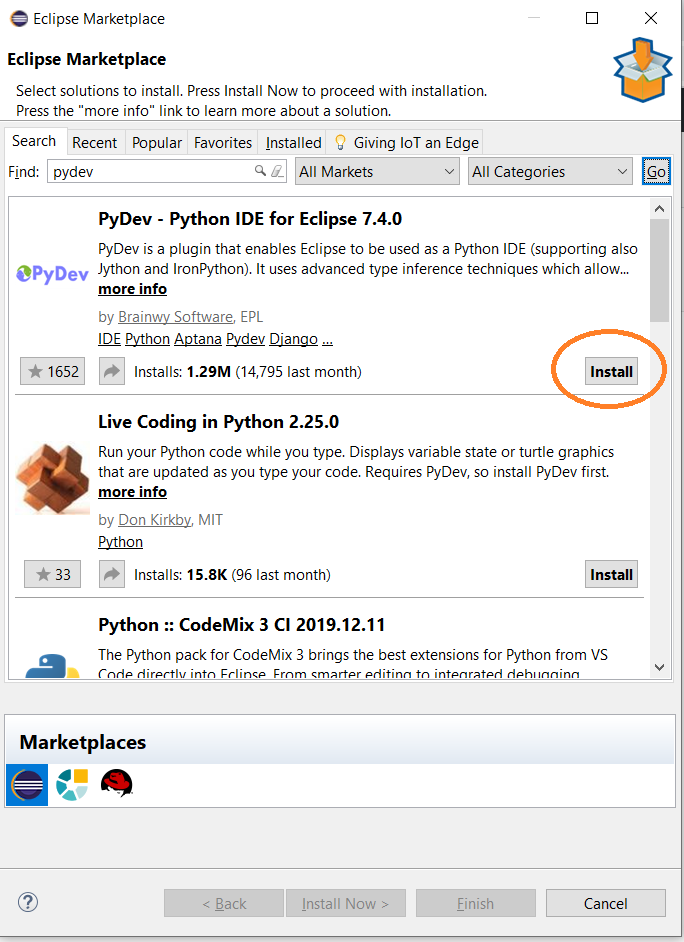 Eclipse Marketplace
Eclipse Marketplace
Select solutions to install. Press Install Now to proceed with installation.
Press the "more info" link to learn more about a solution.
Search Recent Popular Favorites Installed Giving IoT an Edge
Find: pydev All Markets All Categories Go
PyDev - Python IDE for Eclipse 7.4.0
PyDev is a plugin that enables Eclipse to be used as a Python IDE (supporting also
PyDev
Jython and IronPython). It uses advanced type inference techniques which allow...
more info
by Brainwy Software, EPL
IDE Python Aptana Pydev Django ...
1652 Installs: 1.29M (14,795 last month) Install
Live Coding in Python 2.25.0
Run your Python code while you type. Displays variable state or turtle graphics
that are updated as you type your code. Requires PyDev, so install PyDev first.
more info
by Don Kirkby, MIT
Python
33 Installs: 15.8K (96 last month) Install
Python :: CodeMix 3 CI 2019.12.11
The Python pack for CodeMix 3 brings the best extensions for Python from VS
Code directly into Eclipse. From smarter editing to integrated debugging
Marketplaces
? < Back Install Now > Finish Cancel